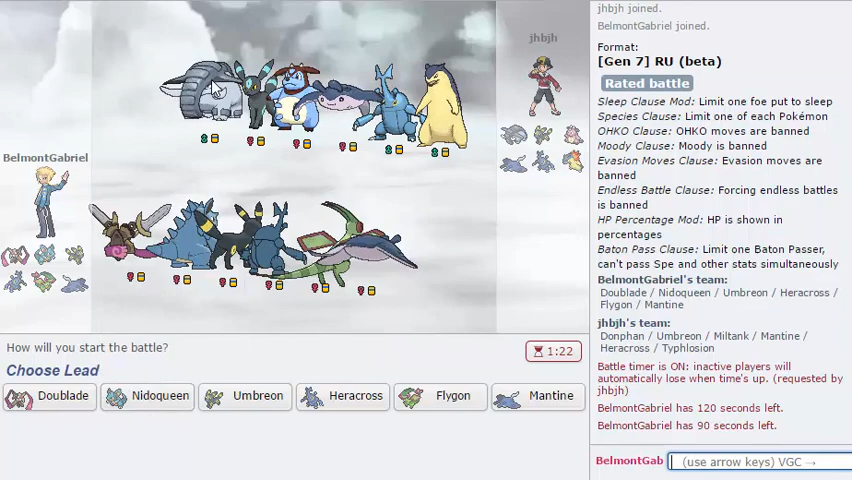 jhbjh joined.
BelmontGabriel joined.
Format:
[Gen 7] RU (beta)
Rated battle
Sleep Clause Mod: Limit one foe put to sleep
Species Clause: Limit one of each Pokémon
OHKO Clause: OHKO moves are banned
Moody Clause: Moody is banned
Evasion Moves Clause: Evasion moves are
banned
Endless Battle Clause: Forcing endless battles
is banned
HP Percentage Mod: HP is shown in
percentages
Baton Pass Clause: Limit one Baton Passer,
can't pass Spe and other stats simultaneously
BelmontGabriel's team:
Doublade / Nidoqueen / Umbreon / Heracross /
Flygon / Mantine
jhbjh's team:
Donphan / Umbreon / Miltank / Mantine /
Heracross / Typhlosion
Battle timer is ON: inactive players will
automatically lose when time's up. (requested by
jhbjh)
BelmontGabriel has 120 seconds left.
BelmontGabriel has 90 seconds left.
BelmontGab (use arrow keys) VGC →
jhbjh
BelmontGabriel
How will you start the battle?
1:22
Choose Lead
Doublade Nidoqueen Umbreon Heracross Flygon Mantine